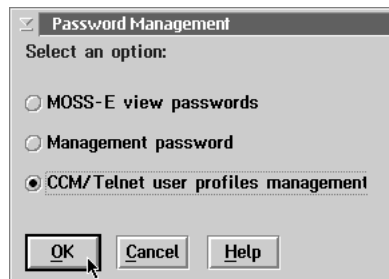 Password Management
Select an option:
MOSS-E view passwords
Management password
CCM/Telnet user profiles management
OK Cancel Help